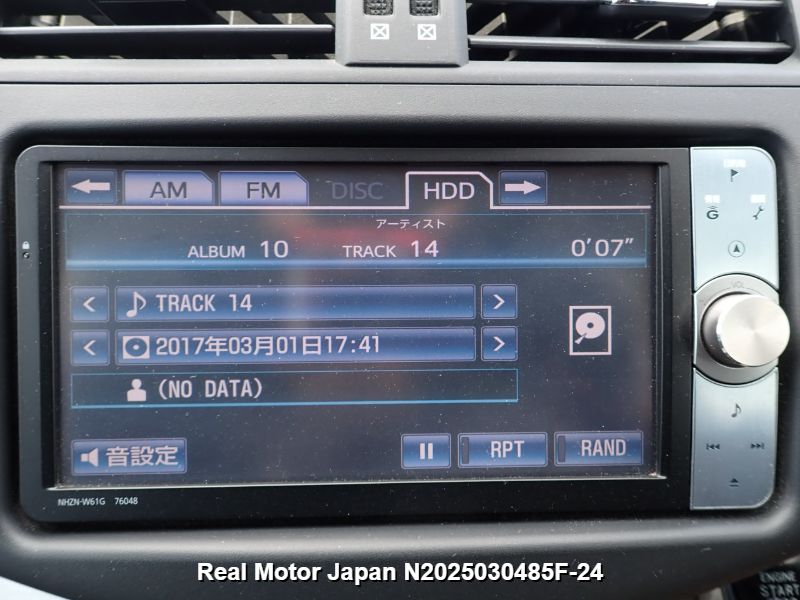 AM FM DISC HDD
アーティスト
ALBUM 10 TRACK 14 0'07"
TRACK 14
2017年03月01日17:41
(NO DATA)
音設定 RPT RAND
VOL
G
NHZN-W61G 76048
Real Motor Japan N2025030485F-24
ENGINE
START